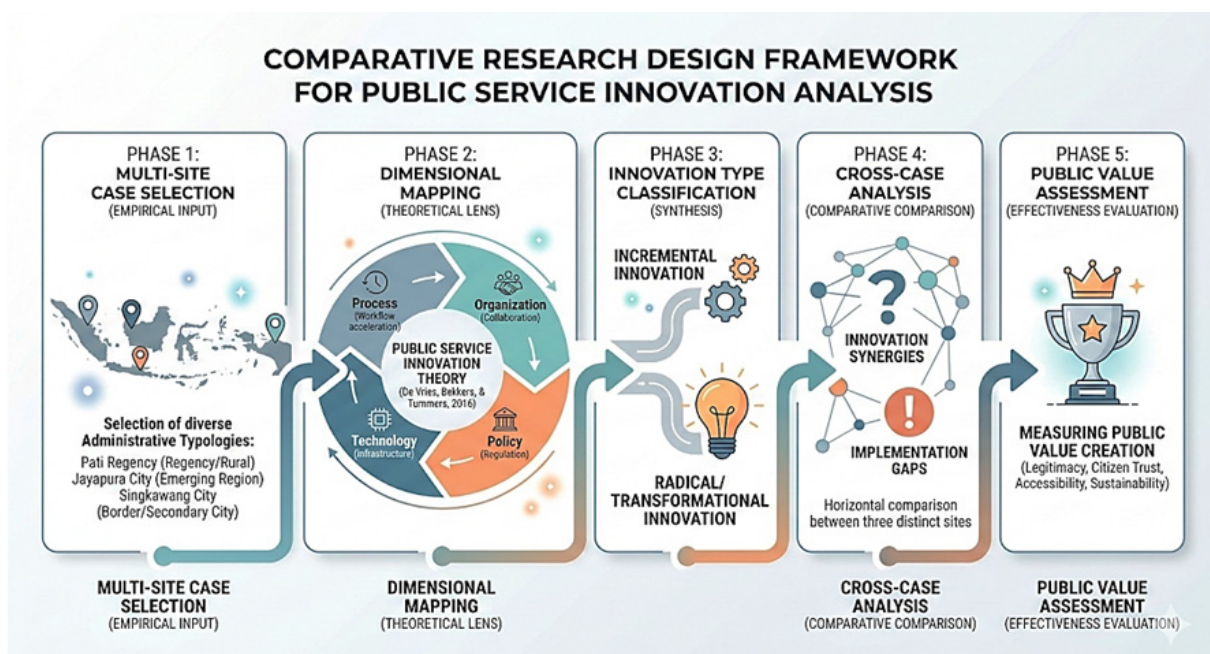 COMPARATIVE RESEARCH DESIGN FRAMEWORK
FOR PUBLIC SERVICE INNOVATION ANALYSIS
PHASE 1:
MULTI-SITE
CASE SELECTION
(EMPIRICAL INPUT)
Selection of diverse
Administrative Typologies:
Pati Regency (Regency/Rural)
Jayapura City (Emerging Region)
Singkawang City
(Border/Secondary City)
PHASE 2:
DIMENSIONAL
MAPPING
(THEORETICAL LENS)
Process
(Workflow
acceleration)
Organization
(Collaboration)
PUBLIC SERVICE
INNOVATION
THEORY
(De Vries, Bekkers, &
Tummers, 2016)
Technology
(infrastructure)
Policy
(Regulation)
PHASE 3:
INNOVATION TYPE
CLASSIFICATION
(SYNTHESIS)
INCREMENTAL
INNOVATION
RADICAL/
TRANSFORMATIONAL
INNOVATION
PHASE 4:
CROSS-CASE
ANALYSIS
(COMPARATIVE COMPARISON)
?
INNOVATION
SYNERGIES
!
IMPLEMENTATION
GAPS
Horizontal comparison
between three distinct sites
PHASE 5:
PUBLIC VALUE
ASSESSMENT
(EFFECTIVENESS EVALUATION)
MEASURING PUBLIC
VALUE CREATION
(Legitimacy, Citizen Trust,
Accessibility, Sustainability)
MULTI-SITE CASE
SELECTION
(EMPIRICAL INPUT)
DIMENSIONAL
MAPPING
(THEORETICAL LENS)
CROSS-CASE
ANALYSIS
(COMPARATIVE COMPARISON)
PUBLIC VALUE
ASSESSMENT
(EFFECTIVENESS EVALUATION)